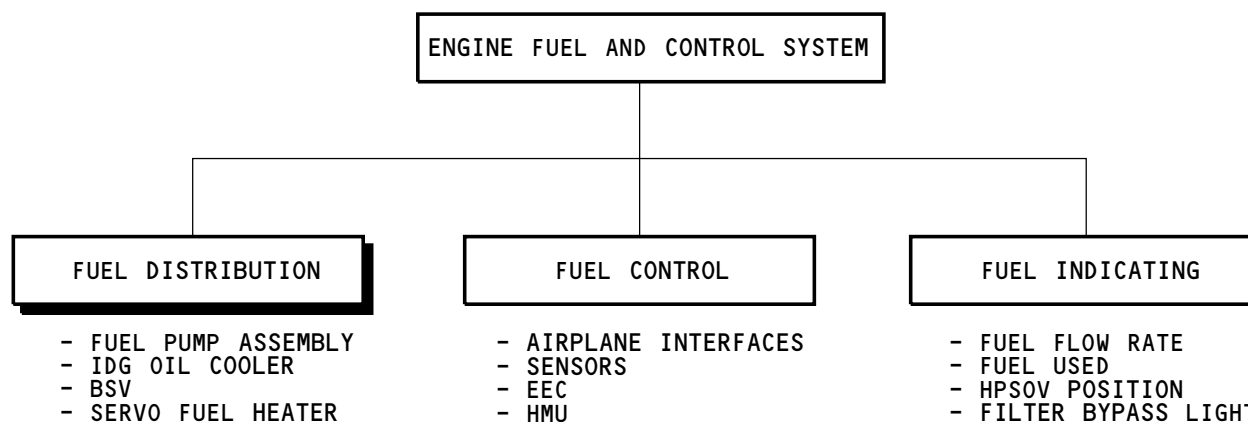 ENGINE FUEL AND CONTROL SYSTEM
FUEL DISTRIBUTION
- FUEL PUMP ASSEMBLY
- IDG OIL COOLER
- BSV
- SERVO FUEL HEATER
FUEL CONTROL
- AIRPLANE INTERFACES
- SENSORS
- EEC
- HMU
FUEL INDICATING
- FUEL FLOW RATE
- FUEL USED
- HPSOV POSITION
- FILTER BYPASS LIGHT